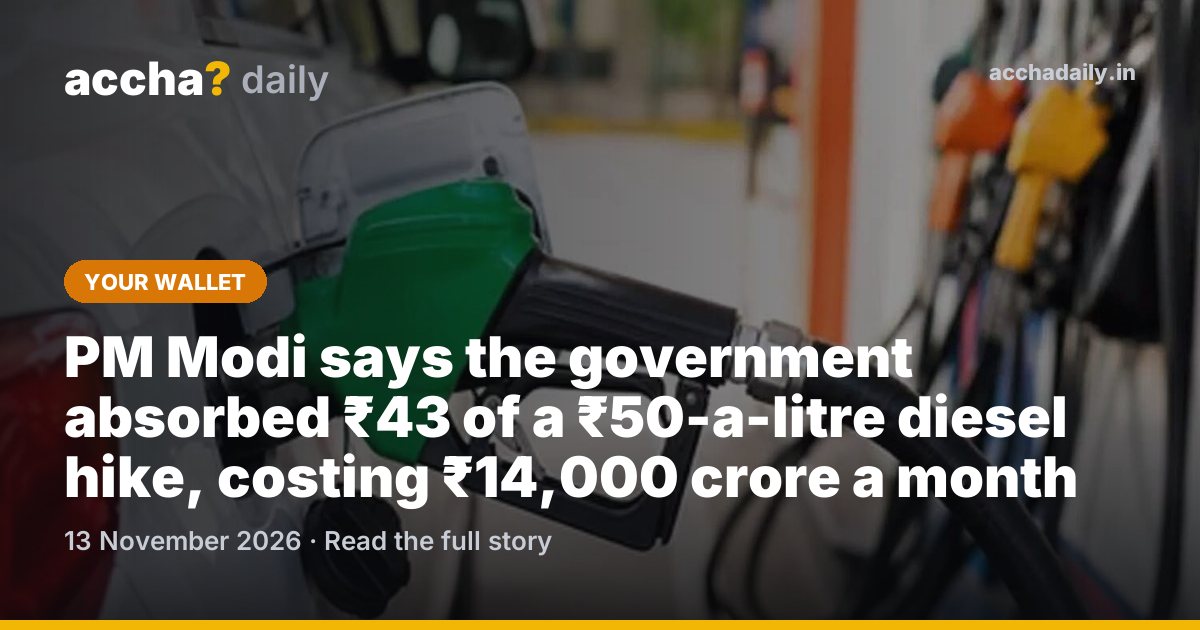 accha? daily
acchadaily.in
YOUR WALLET
PM Modi says the government
absorbed ₹43 of a ₹50-a-litre diesel
hike, costing ₹14,000 crore a month
13 November 2026 · Read the full story